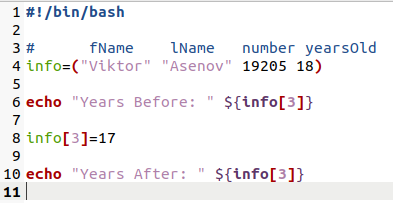 1 #!/bin/bash
2
3 #      fName    lName   number yearsOld
4 info=("Viktor" "Asenov" 19205 18)
5
6 echo "Years Before: " ${info[3]}
7
8 info[3]=17
9
10 echo "Years After: " ${info[3]}
11